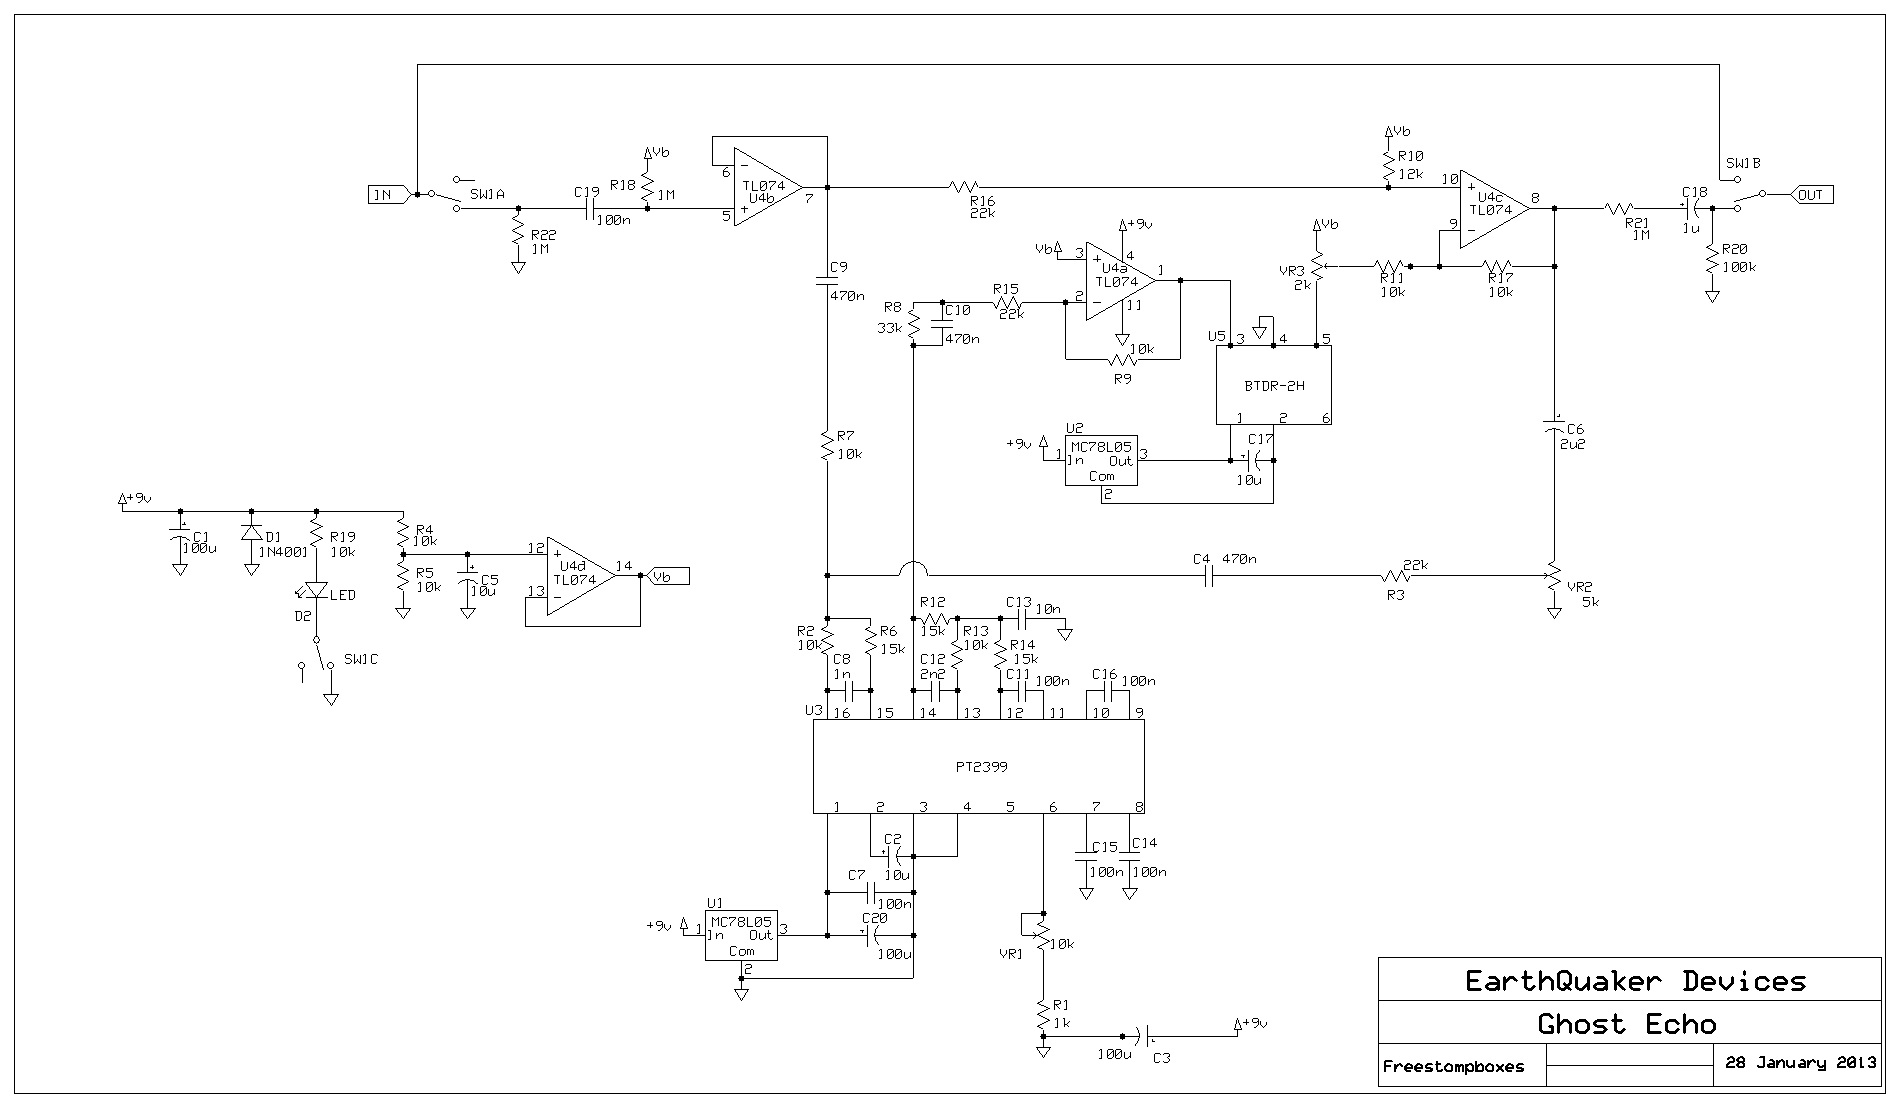 SW1B
Vb
R10
12k
Vb
R18
1M
6
TL074
U4b
7
5
IN
SW1A
C19
100n
R22
1M
R16
22k
10
U4c
TL074
8
9
C18
1u
OUT
R21
1M
R20
100k
+9v
Vb
3
4
U4a
TL074
1
2
11
Vb
VR3
2k
R11
10k
R17
10k
C9
470n
R15
22k
R8
33k
C10
470n
10k
R9
U5
3
4
5
BTDR-2H
1
2
6
R7
10k
U2
+9v
MC78L05
1
In
Out
3
Com
2
C17
10u
C6
2u2
+9v
C1
100u
D1
1N4001
R19
10k
R4
10k
R5
10k
C5
10u
12
U4d
TL074
14
13
Vb
LED
D2
SW1C
C4
470n
22k
R3
VR2
5k
R12
15k
C13
10n
R2
10k
R6
15k
R13
10k
R14
15k
C8
1n
C12
2n2
C11
100n
C16
100n
U3
16
15
14
13
12
11
10
9
PT2399
1
2
3
4
5
6
7
8
C2
10u
C15
100n
C14
100n
C7
100n
U1
+9v
MC78L05
1
In
Out
3
Com
2
C20
100u
VR1
10k
R1
1k
100u
C3
+9v
EarthQuaker Devices
Ghost Echo
Freestompboxes
28 January 2013